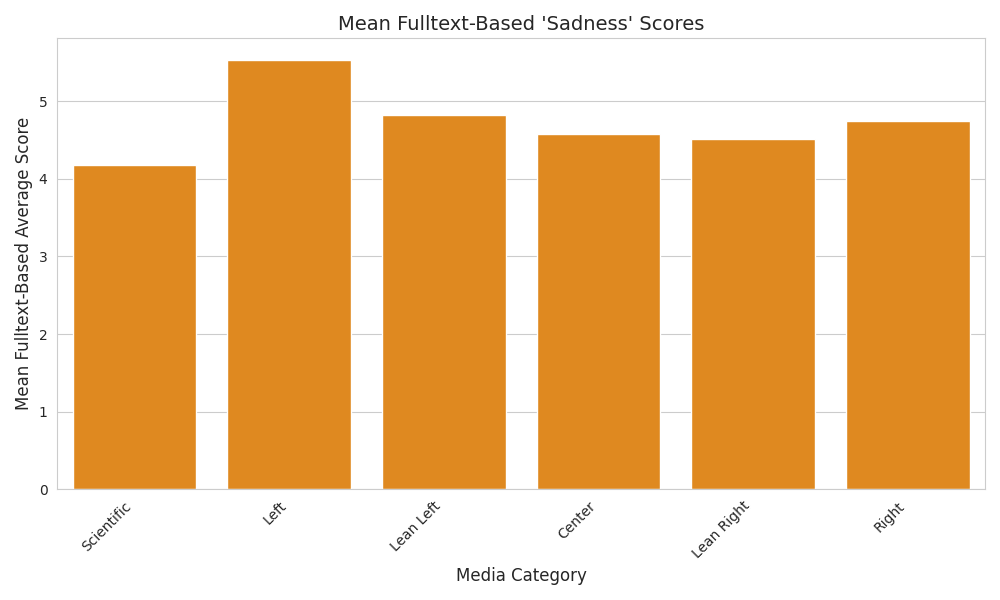 Mean Fulltext-Based 'Sadness' Scores
Mean Fulltext-Based Average Score
5
4
3
2
1
0
Scientific
Left
Lean Left
Center
Lean Right
Right
Media Category